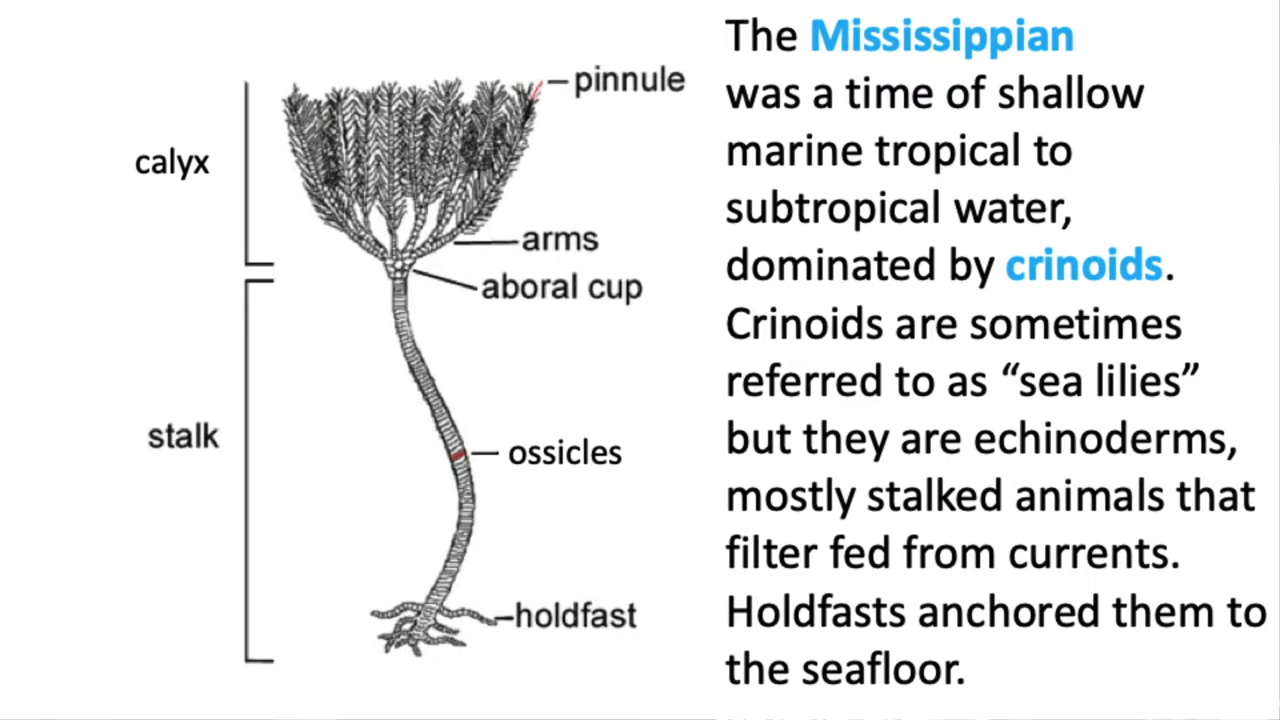 pinnule
calyx
arms
aboral cup
stalk
ossicles
holdfast
The Mississippian
was a time of shallow
marine tropical to
subtropical water,
dominated by crinoids.
Crinoids are sometimes
referred to as “sea lilies”
but they are echinoderms,
mostly stalked animals that
filter fed from currents.
Holdfasts anchored them to
the seafloor.